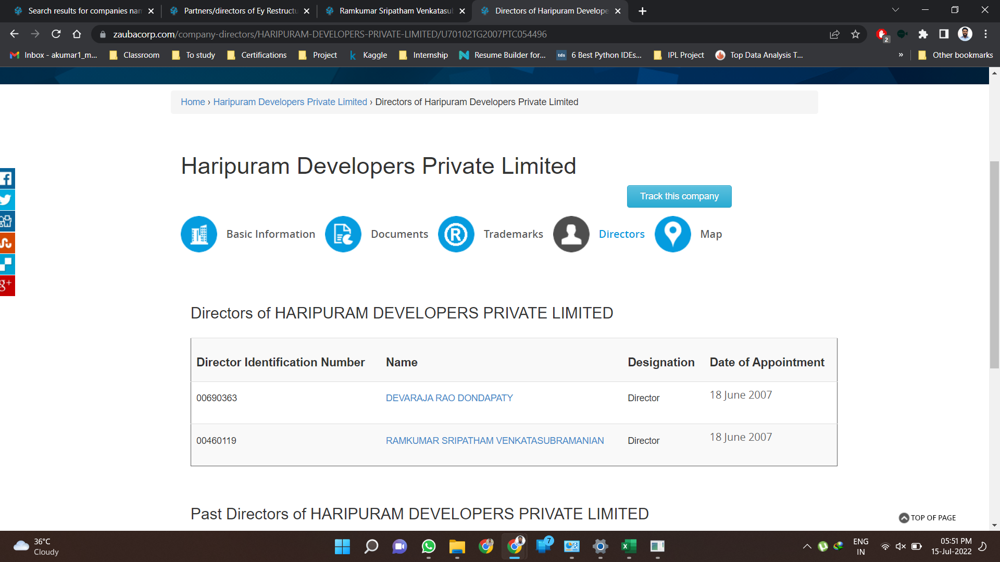 Search results for companies nam
Partners/directors of Ey Restructu
Ramkumar Sripatham Venkatasub
Directors of Haripuram Develope
zaubacorp.com/company-directors/HARIPURAM-DEVELOPERS-PRIVATE-LIMITED/U70102TG2007PTC054496
2
Inbox - akumar1_m...
Classroom
To study
Certifications
Project
Kaggle
Internship
Resume Builder for...
tds
6 Best Python IDEs...
IPL Project
Top Data Analysis T...
»
Other bookmarks
Home › Haripuram Developers Private Limited › Directors of Haripuram Developers Private Limited
Haripuram Developers Private Limited
Track this company
Basic Information
Documents
Trademarks
Directors
Map
Directors of HARIPURAM DEVELOPERS PRIVATE LIMITED
Director Identification Number Name Designation Date of Appointment
00690363 DEVARAJA RAO DONDAPATY Director 18 June 2007
00460119 RAMKUMAR SRIPATHAM VENKATASUBRAMANIAN Director 18 June 2007
Past Directors of HARIPURAM DEVELOPERS PRIVATE LIMITED
TOP OF PAGE
36°C
Cloudy
7
ENG
IN
05:51 PM
15-Jul-2022